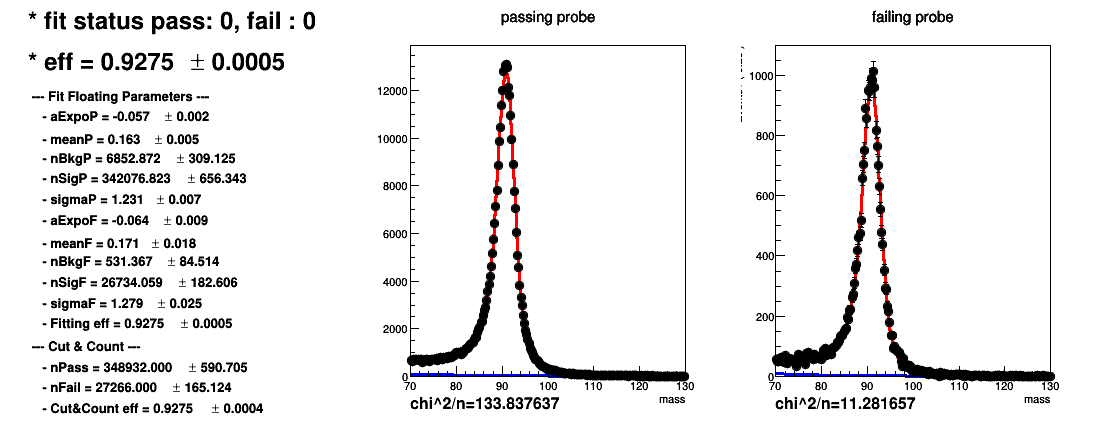 * fit status pass: 0, fail : 0
* eff = 0.9275 ± 0.0005
--- Fit Floating Parameters ---
- aExpoP = -0.057 ± 0.002
- meanP = 0.163 ± 0.005
- nBkgP = 6852.872 ± 309.125
- nSigP = 342076.823 ± 656.343
- sigmaP = 1.231 ± 0.007
- aExpoF = -0.064 ± 0.009
- meanF = 0.171 ± 0.018
- nBkgF = 531.367 ± 84.514
- nSigF = 26734.059 ± 182.606
- sigmaF = 1.279 ± 0.025
- Fitting eff = 0.9275 ± 0.0005
--- Cut & Count ---
- nPass = 348932.000 ± 590.705
- nFail = 27266.000 ± 165.124
- Cut&Count eff = 0.9275 ± 0.0004
passing probe
12000
10000
8000
6000
4000
2000
0
70 80 90 100 110 120 130
mass
chi^2/n=133.837637
failing probe
1000
800
600
400
200
0
70 80 90 100 110 120 130
mass
chi^2/n=11.281657